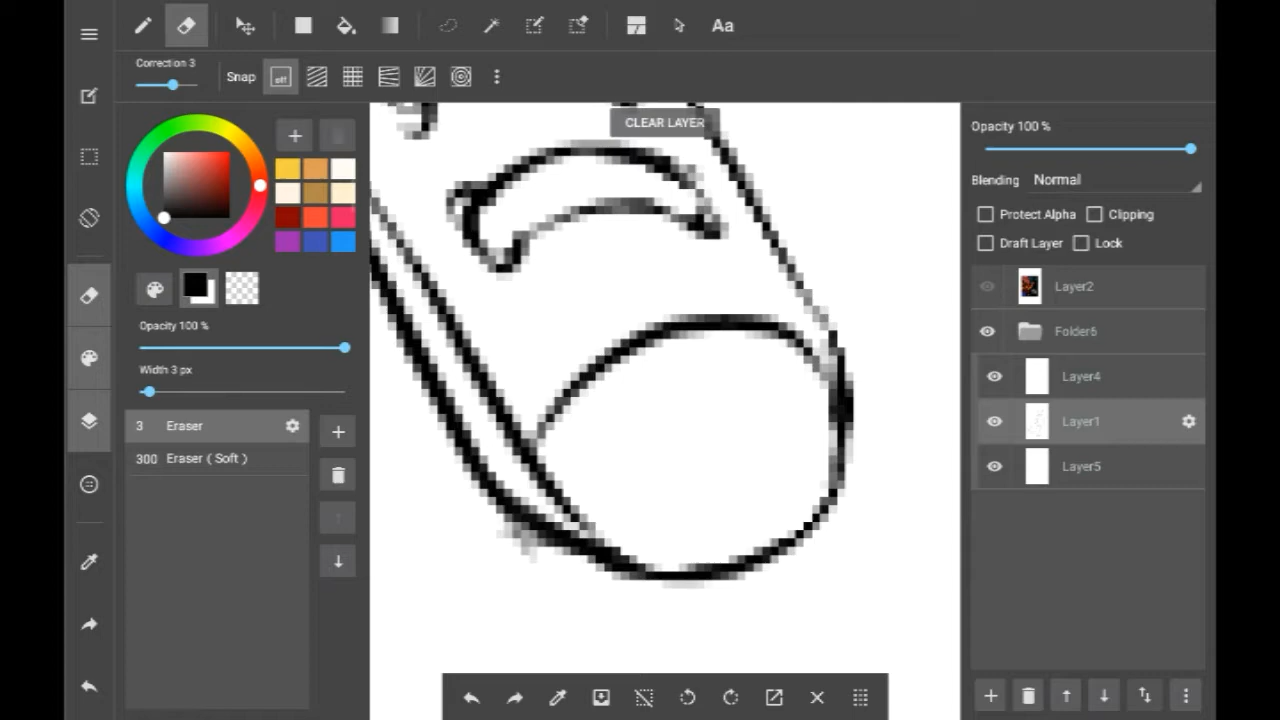 Aa
Correction 3
Snap
off
CLEAR LAYER
Opacity 100 %
Blending Normal
Protect Alpha Clipping
Draft Layer Lock
Layer2
Folder6
Layer4
Layer1
Layer5
Opacity 100 %
Width 3 px
3 Eraser
300 Eraser ( Soft )